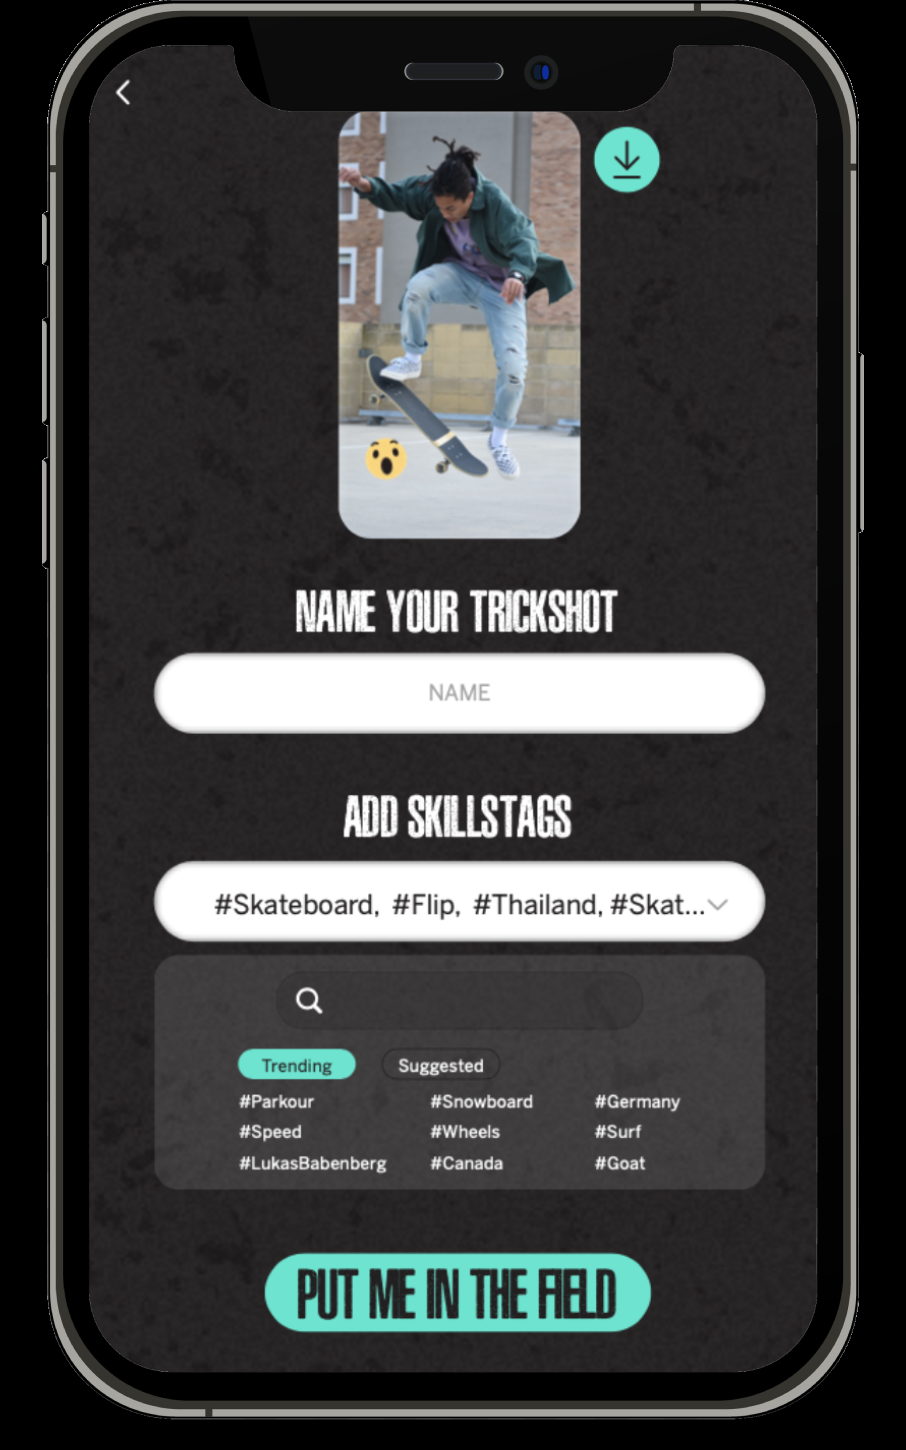 NAME YOUR TRICKSHOT
NAME
ADD SKILLSTAGS
#Skateboard, #Flip, #Thailand, #Skat...
Trending Suggested
#Parkour #Snowboard #Germany
#Speed #Wheels #Surf
#LukasBabenberg #Canada #Goat
PUT ME IN THE FIELD